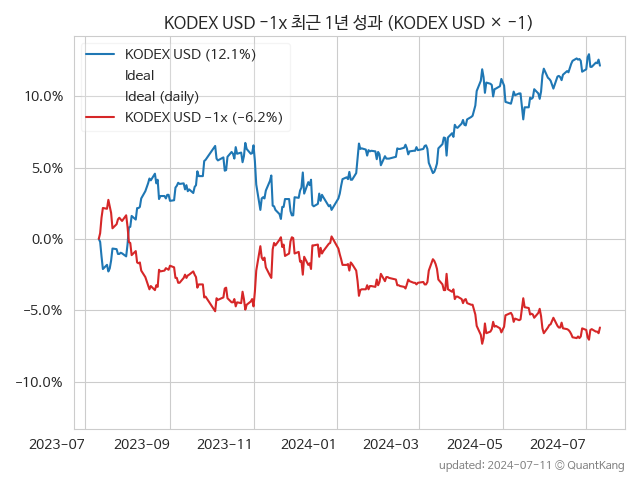 KODEX USD −1x 최근 1년 성과 (KODEX USD × −1)
KODEX USD (12.1%)
Ideal
Ideal (daily)
KODEX USD −1x (−6.2%)
10.0%
5.0%
0.0%
−5.0%
−10.0%
2023-07 2023-09 2023-11 2024-01 2024-03 2024-05 2024-07
updated: 2024-07-11 © QuantKang